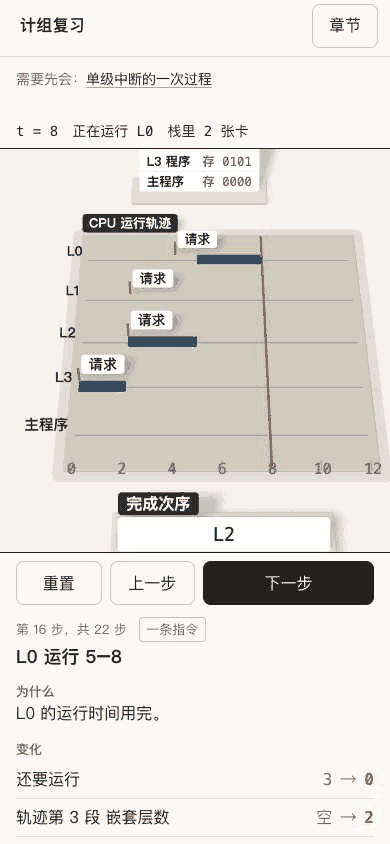 计组复习
章节
需要先会：单级中断的一次过程
t = 8 正在运行 L0 栈里 2 张卡
L3 程序 存 0101
主程序 存 0000
CPU 运行轨迹
L0 请求
L1 请求
L2 请求
L3 请求
主程序
0 2 4 6 8 10 12
完成次序
L2
重置 上一步 下一步
第 16 步，共 22 步 一条指令
L0 运行 5—8
为什么
L0 的运行时间用完。
变化
还要运行 3 → 0
轨迹第 3 段 嵌套层数 空 → 2